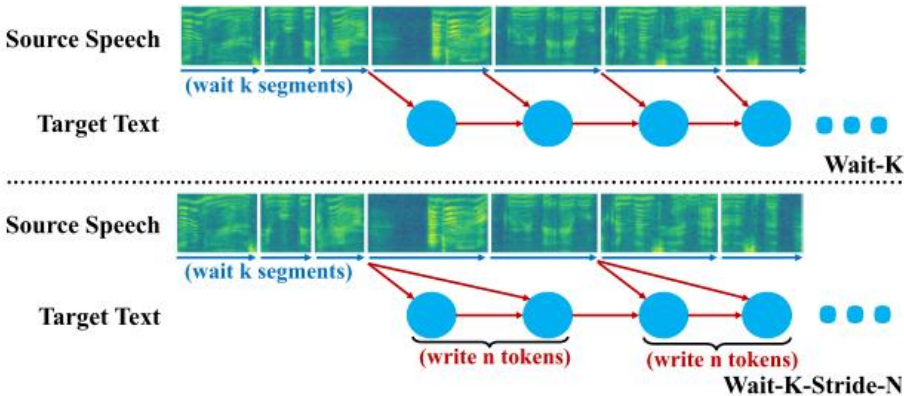 Source Speech
(wait k segments)
Target Text
Wait-K
Source Speech
(wait k segments)
Target Text
(write n tokens)
(write n tokens)
Wait-K-Stride-N